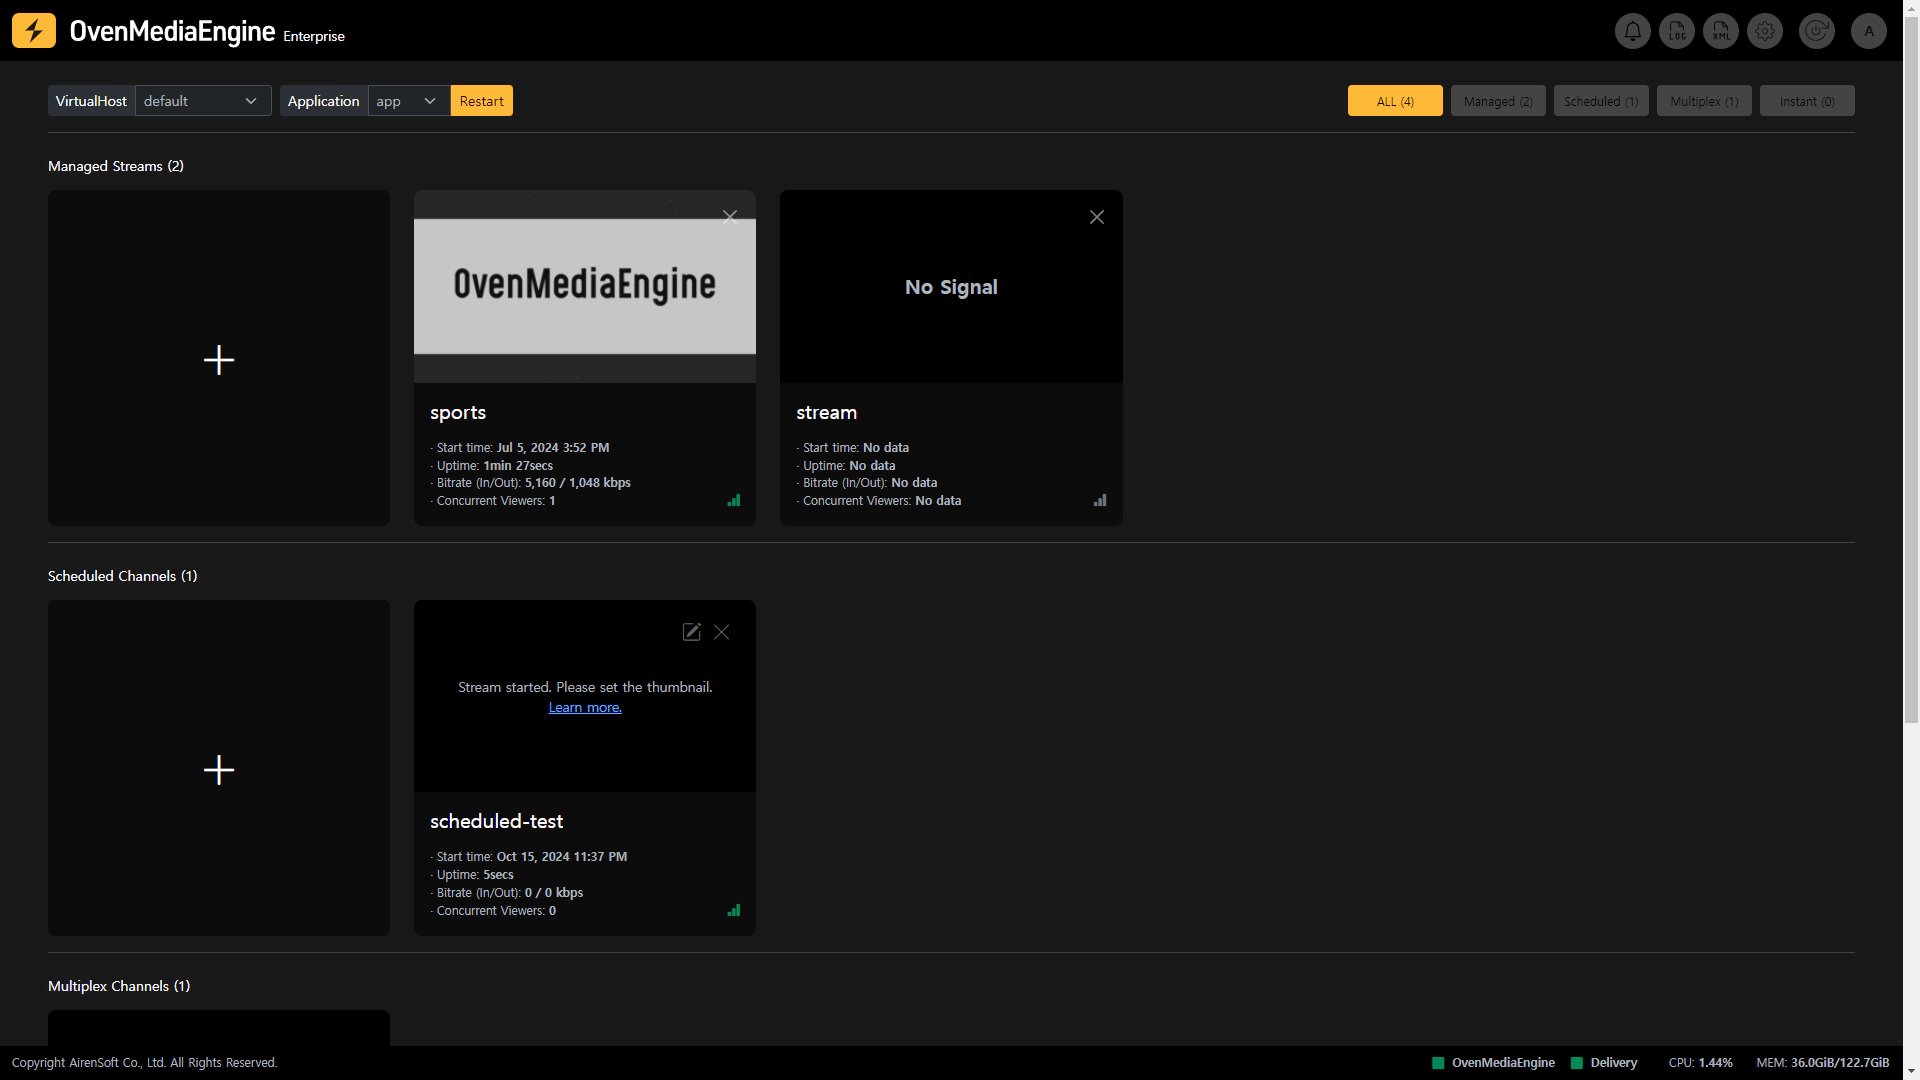 OvenMediaEngine Enterprise
LOG
XML
A
VirtualHost default Application app Restart
ALL (4) Managed (2) Scheduled (1) Multiplex (1) Instant (0)
Managed Streams (2)
OvenMediaEngine
sports
· Start time: Jul 5, 2024 3:52 PM
· Uptime: 1min 27secs
· Bitrate (In/Out): 5,160 / 1,048 kbps
· Concurrent Viewers: 1
No Signal
stream
· Start time: No data
· Uptime: No data
· Bitrate (In/Out): No data
· Concurrent Viewers: No data
Scheduled Channels (1)
Stream started. Please set the thumbnail.
Learn more.
scheduled-test
· Start time: Oct 15, 2024 11:37 PM
· Uptime: 5secs
· Bitrate (In/Out): 0 / 0 kbps
· Concurrent Viewers: 0
Multiplex Channels (1)
Copyright AirenSoft Co., Ltd. All Rights Reserved.
OvenMediaEngine Delivery CPU: 1.44% MEM: 36.0GiB/122.7GiB